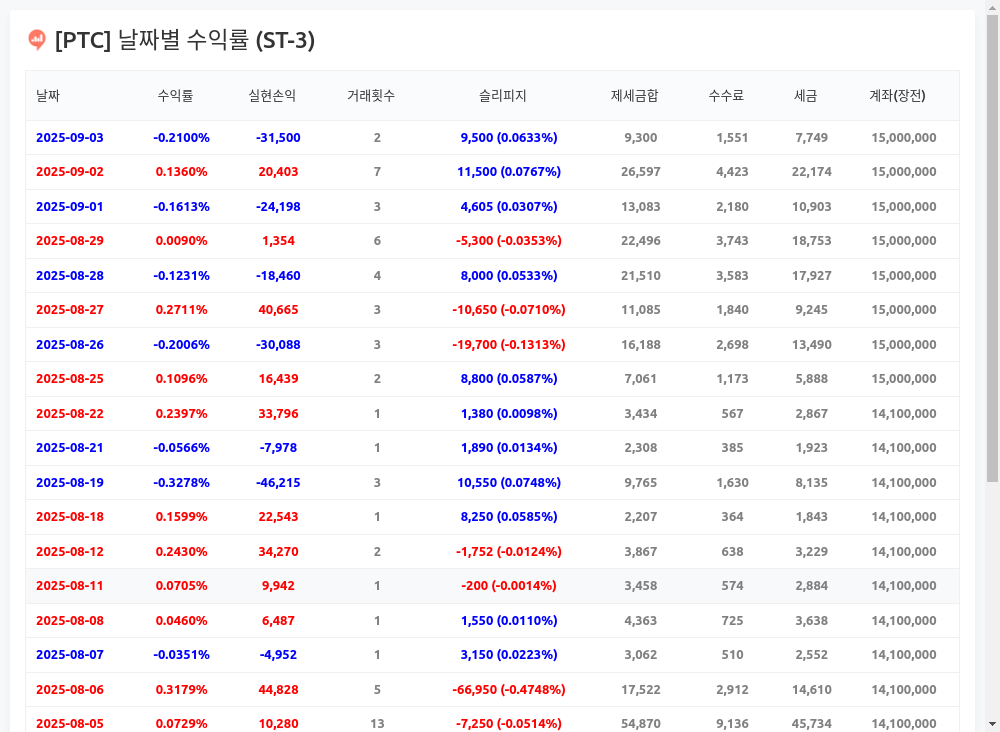 [PTC] 날짜별 수익률 (ST-3)
날짜 수익률 실현손익 거래횟수 슬리피지 제세금합 수수료 세금 계좌(장전)
2025-09-03 -0.2100% -31,500 2 9,500 (0.0633%) 9,300 1,551 7,749 15,000,000
2025-09-02 0.1360% 20,403 7 11,500 (0.0767%) 26,597 4,423 22,174 15,000,000
2025-09-01 -0.1613% -24,198 3 4,605 (0.0307%) 13,083 2,180 10,903 15,000,000
2025-08-29 0.0090% 1,354 6 -5,300 (-0.0353%) 22,496 3,743 18,753 15,000,000
2025-08-28 -0.1231% -18,460 4 8,000 (0.0533%) 21,510 3,583 17,927 15,000,000
2025-08-27 0.2711% 40,665 3 -10,650 (-0.0710%) 11,085 1,840 9,245 15,000,000
2025-08-26 -0.2006% -30,088 3 -19,700 (-0.1313%) 16,188 2,698 13,490 15,000,000
2025-08-25 0.1096% 16,439 2 8,800 (0.0587%) 7,061 1,173 5,888 15,000,000
2025-08-22 0.2397% 33,796 1 1,380 (0.0098%) 3,434 567 2,867 14,100,000
2025-08-21 -0.0566% -7,978 1 1,890 (0.0134%) 2,308 385 1,923 14,100,000
2025-08-19 -0.3278% -46,215 3 10,550 (0.0748%) 9,765 1,630 8,135 14,100,000
2025-08-18 0.1599% 22,543 1 8,250 (0.0585%) 2,207 364 1,843 14,100,000
2025-08-12 0.2430% 34,270 2 -1,752 (-0.0124%) 3,867 638 3,229 14,100,000
2025-08-11 0.0705% 9,942 1 -200 (-0.0014%) 3,458 574 2,884 14,100,000
2025-08-08 0.0460% 6,487 1 1,550 (0.0110%) 4,363 725 3,638 14,100,000
2025-08-07 -0.0351% -4,952 1 3,150 (0.0223%) 3,062 510 2,552 14,100,000
2025-08-06 0.3179% 44,828 5 -66,950 (-0.4748%) 17,522 2,912 14,610 14,100,000
2025-08-05 0.0729% 10,280 13 -7,250 (-0.0514%) 54,870 9,136 45,734 14,100,000